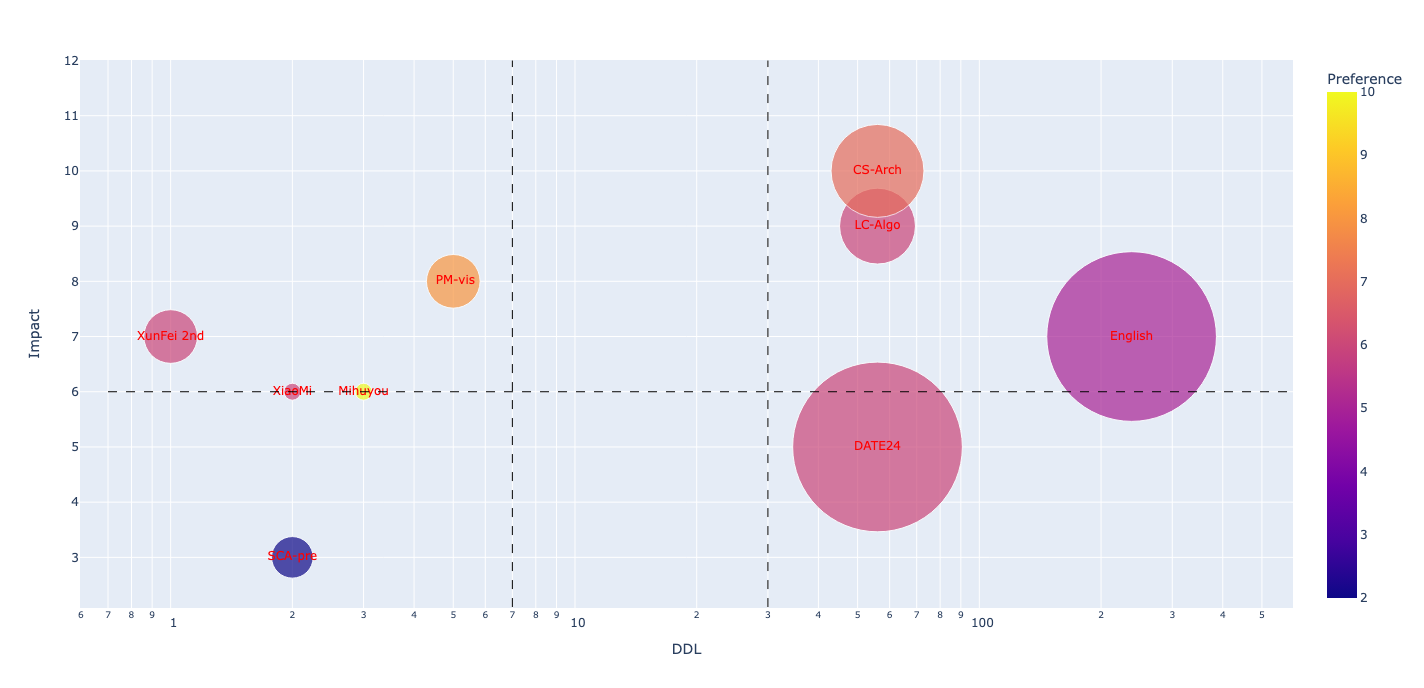 Preference
12
11
10
9
8
7
6
5
4
3
Impact
10
9
8
7
6
5
4
3
2
CS-Arch
LC-Algo
PM-vis
XunFei 2nd
English
XiaoMi
Mihuyou
DATE24
SCA-pre
6 7 8 9 2 3 4 5 6 7 8 9 2 3 4 5 6 7 8 9 2 3 4 5
1 10 100
DDL